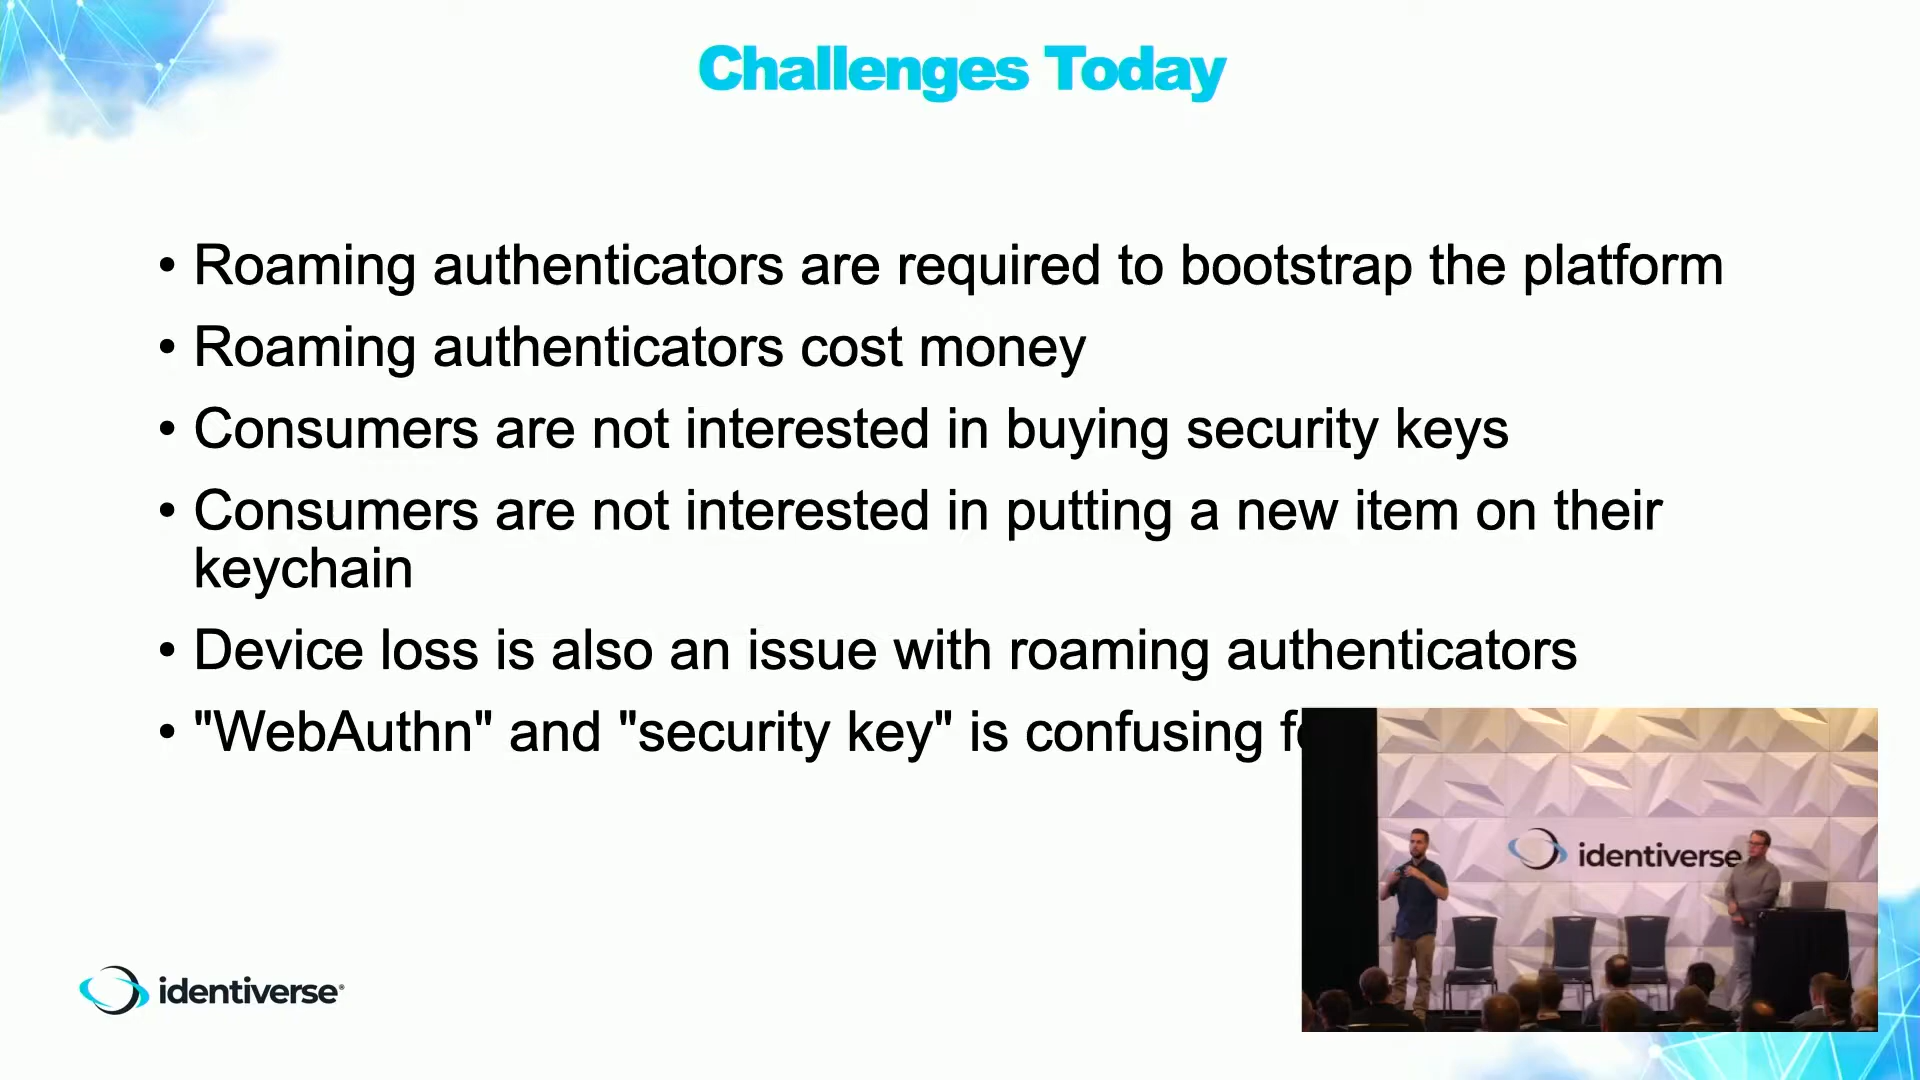 Challenges Today
• Roaming authenticators are required to bootstrap the platform
• Roaming authenticators cost money
• Consumers are not interested in buying security keys
• Consumers are not interested in putting a new item on their
keychain
• Device loss is also an issue with roaming authenticators
• "WebAuthn" and "security key" is confusing
identiverse
identiverse®